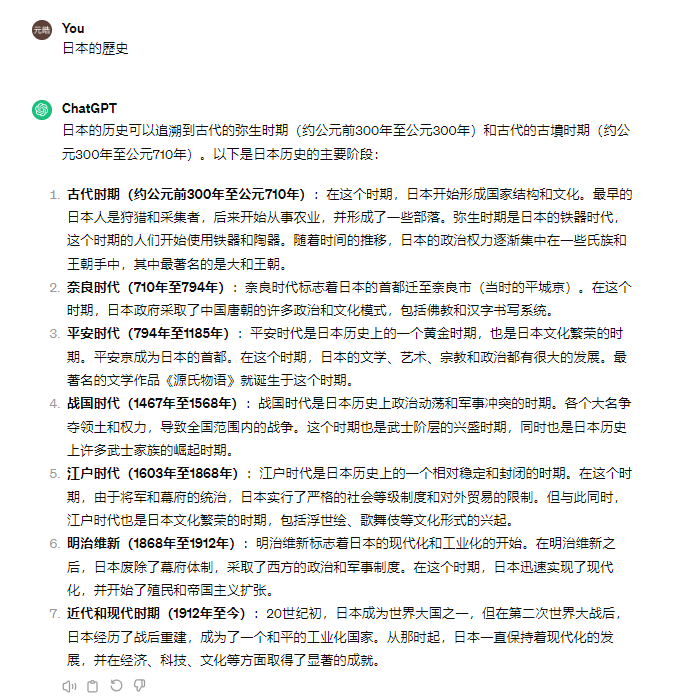 元皓
You
日本的歷史
ChatGPT
日本的历史可以追溯到古代的弥生时期（约公元前300年至公元300年）和古代的古墳时期（约公
元300年至公元710年）。以下是日本历史的主要阶段：
1. 古代时期（约公元前300年至公元710年）：在这个时期，日本开始形成国家结构和文化。最早的
日本人是狩猎和采集者，后来开始从事农业，并形成了一些部落。弥生时期是日本的铁器时代，
这个时期的人们开始使用铁器和陶器。随着时间的推移，日本的政治权力逐渐集中在一些氏族和
王朝手中，其中最著名的是大和王朝。
2. 奈良时代（710年至794年）：奈良时代标志着日本的首都迁至奈良市（当时的平城京）。在这个
时期，日本政府采取了中国唐朝的许多政治和文化模式，包括佛教和汉字书写系统。
3. 平安时代（794年至1185年）：平安时代是日本历史上的一个黄金时期，也是日本文化繁荣的时
期。平安京成为日本的首都。在这个时期，日本的文学、艺术、宗教和政治都有很大的发展。最
著名的文学作品《源氏物语》就诞生于这个时期。
4. 战国时代（1467年至1568年）：战国时代是日本历史上政治动荡和军事冲突的时期。各个大名争
夺领土和权力，导致全国范围内的战争。这个时期也是武士阶层的兴盛时期，同时也是日本历史
上许多武士家族的崛起时期。
5. 江户时代（1603年至1868年）：江户时代是日本历史上的一个相对稳定和封闭的时期。在这个时
期，由于将军和幕府的统治，日本实行了严格的社会等级制度和对外贸易的限制。但与此同时，
江户时代也是日本文化繁荣的时期，包括浮世绘、歌舞伎等文化形式的兴起。
6. 明治维新（1868年至1912年）：明治维新标志着日本的现代化和工业化的开始。在明治维新之
后，日本废除了幕府体制，采取了西方的政治和军事制度。在这个时期，日本迅速实现了现代
化，并开始了殖民和帝国主义扩张。
7. 近代和现代时期（1912年至今）：20世纪初，日本成为世界大国之一，但在第二次世界大战后，
日本经历了战后重建，成为了一个和平的工业化国家。从那时起，日本一直保持着现代化的发
展，并在经济、科技、文化等方面取得了显著的成就。